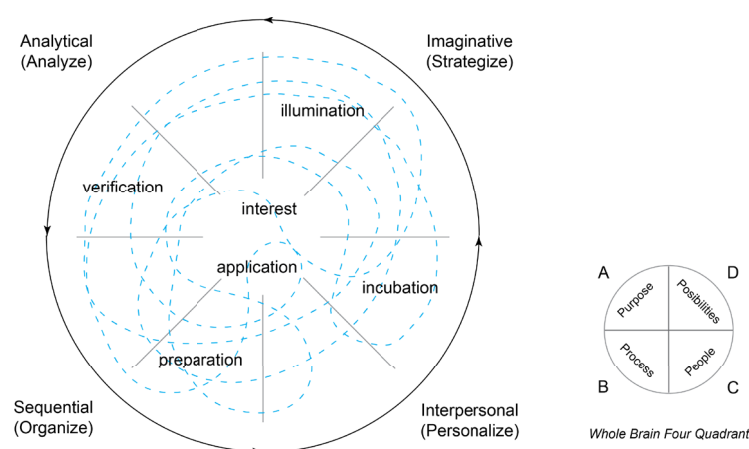 Analytical
(Analyze)
Imaginative
(Strategize)
illumination
verification
interest
application
incubation
preparation
Sequential
(Organize)
Interpersonal
(Personalize)
A
D
Purpose
Posibilities
Process
People
B
C
Whole Brain Four Quadrant